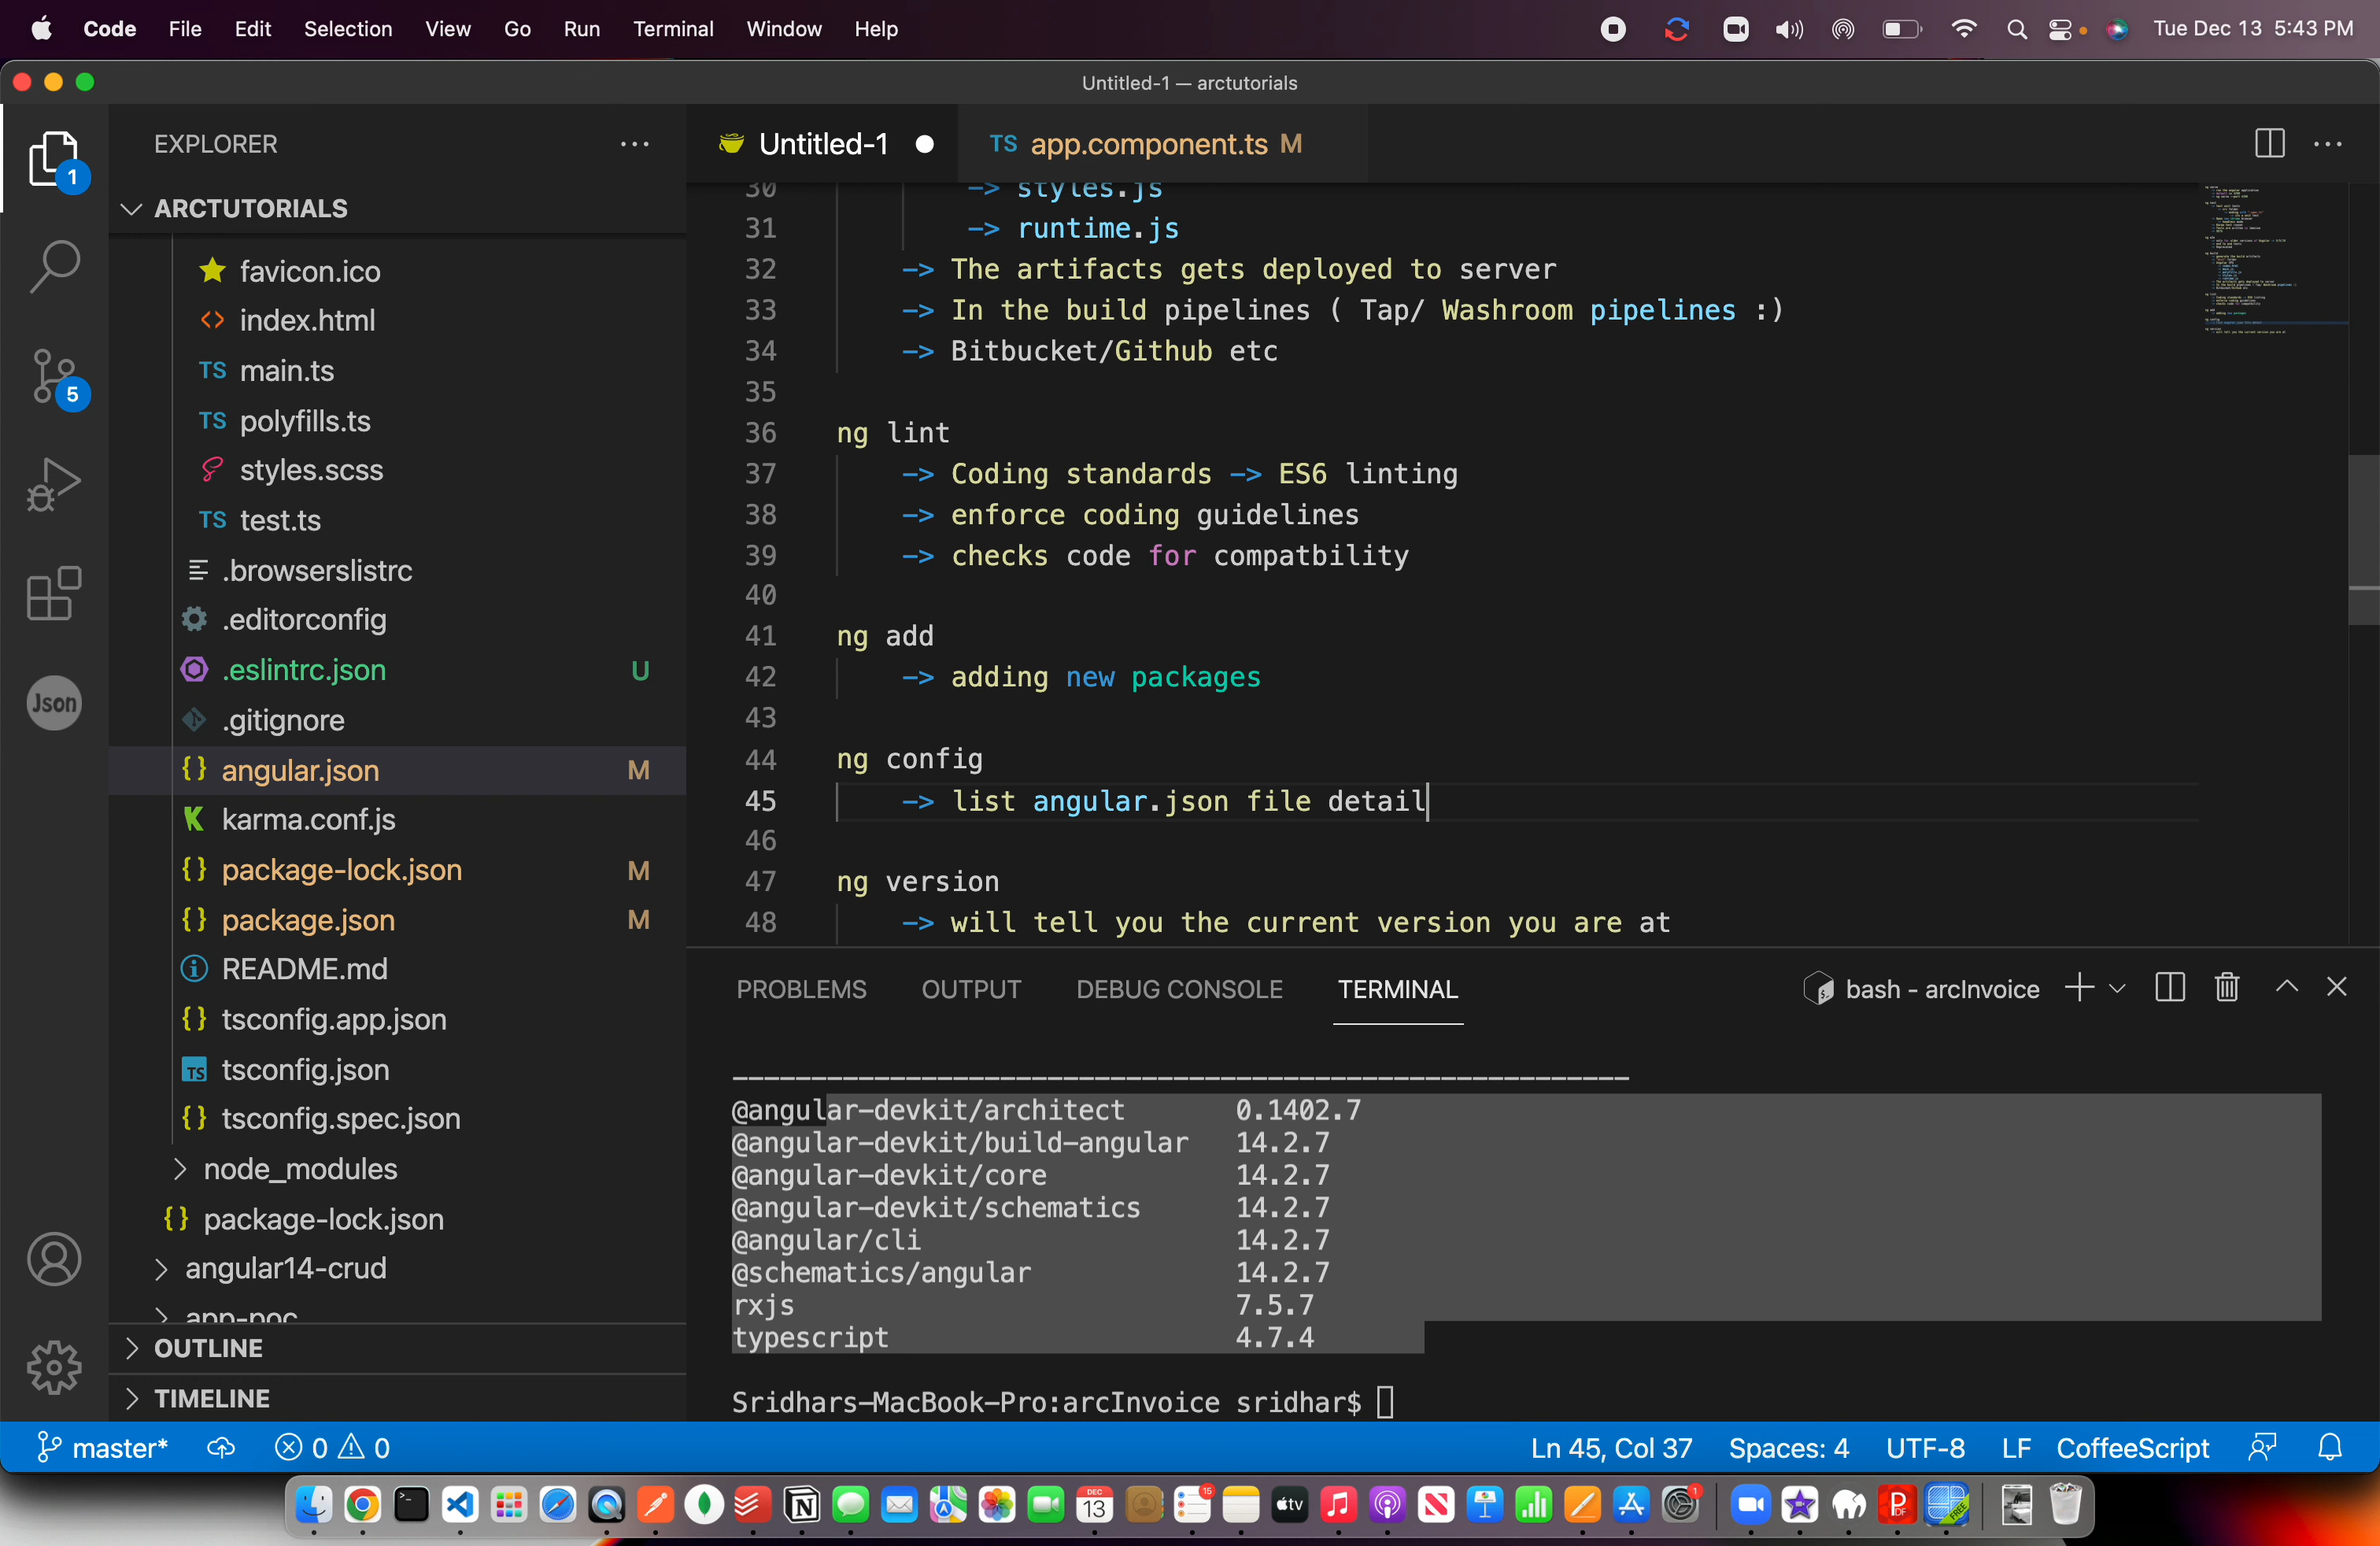 Code File Edit Selection View Go Run Terminal Window Help Tue Dec 13 5:43 PM
Untitled-1 — arctutorials
EXPLORER
ARCTUTORIALS
favicon.ico
index.html
TS main.ts
TS polyfills.ts
styles.scss
TS test.ts
.browserslistrc
.editorconfig
.eslintrc.json U
.gitignore
{} angular.json M
karma.conf.js
{} package-lock.json M
{} package.json M
README.md
{} tsconfig.app.json
TS tsconfig.json
{} tsconfig.spec.json
node_modules
{} package-lock.json
angular14-crud
app-poc
OUTLINE
TIMELINE
1
5
Json
Untitled-1
TS app.component.ts M
30 -> styles.js
31 -> runtime.js
32 -> The artifacts gets deployed to server
33 -> In the build pipelines ( Tap/ Washroom pipelines :)
34 -> Bitbucket/Github etc
35
36 ng lint
37 -> Coding standards -> ES6 linting
38 -> enforce coding guidelines
39 -> checks code for compatbility
40
41 ng add
42 -> adding new packages
43
44 ng config
45 -> list angular.json file detail
46
47 ng version
48 -> will tell you the current version you are at
PROBLEMS OUTPUT DEBUG CONSOLE TERMINAL
bash - arcInvoice
@angular-devkit/architect 0.1402.7
@angular-devkit/build-angular 14.2.7
@angular-devkit/core 14.2.7
@angular-devkit/schematics 14.2.7
@angular/cli 14.2.7
@schematics/angular 14.2.7
rxjs 7.5.7
typescript 4.7.4
Sridhars-MacBook-Pro:arcInvoice sridhar$
master* 0 0 Ln 45, Col 37 Spaces: 4 UTF-8 LF CoffeeScript
DEC
13
15
tv
1
PDF
FREE